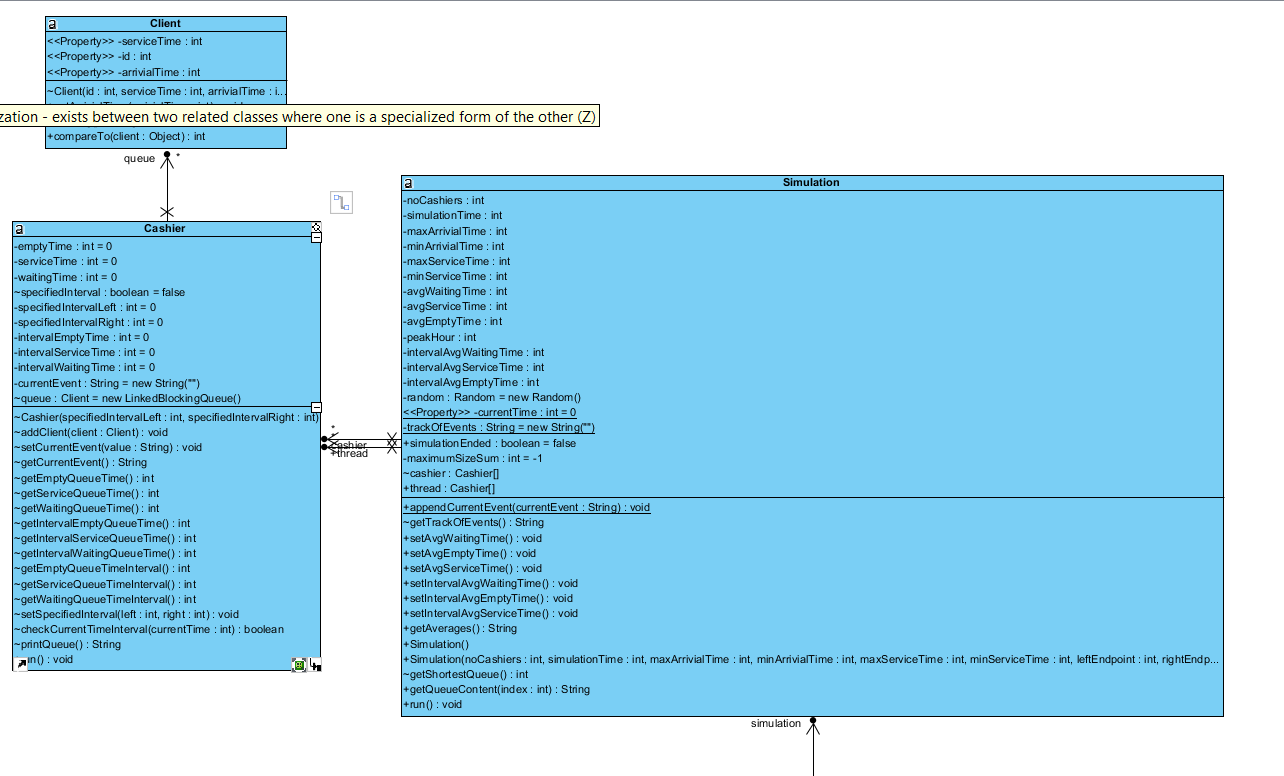 Client
<<Property>> -serviceTime : int
<<Property>> -id : int
<<Property>> -arrivialTime : int
~Client(id : int, serviceTime : int, arrivialTime : i...
zation - exists between two related classes where one is a specialized form of the other (Z)
+compareTo(client : Object) : int
queue
*
Cashier
-emptyTime : int = 0
-serviceTime : int = 0
-waitingTime : int = 0
~specifiedInterval : boolean = false
-specifiedIntervalLeft : int = 0
-specifiedIntervalRight : int = 0
-intervalEmptyTime : int = 0
-intervalServiceTime : int = 0
-intervalWaitingTime : int = 0
-currentEvent : String = new String("")
~queue : Client = new LinkedBlockingQueue()
~Cashier(specifiedIntervalLeft : int, specifiedIntervalRight : int)
~addClient(client : Client) : void
~setCurrentEvent(value : String) : void
~getCurrentEvent() : String
~getEmptyQueueTime() : int
~getServiceQueueTime() : int
~getWaitingQueueTime() : int
~getIntervalEmptyQueueTime() : int
~getIntervalServiceQueueTime() : int
~getIntervalWaitingQueueTime() : int
~getEmptyQueueTimeInterval() : int
~getServiceQueueTimeInterval() : int
~getWaitingQueueTimeInterval() : int
~setSpecifiedInterval(left : int, right : int) : void
~checkCurrentTimeInterval(currentTime : int) : boolean
~printQueue() : String
un() : void
*
~cashier
+thread
Simulation
-noCashiers : int
-simulationTime : int
-maxArrivialTime : int
-minArrivialTime : int
-maxServiceTime : int
-minServiceTime : int
-avgWaitingTime : int
-avgServiceTime : int
-avgEmptyTime : int
-peakHour : int
-intervalAvgWaitingTime : int
-intervalAvgServiceTime : int
-intervalAvgEmptyTime : int
-random : Random = new Random()
<<Property>> -currentTime : int = 0
-trackOfEvents : String = new String("")
+simulationEnded : boolean = false
-maximumSizeSum : int = -1
~cashier : Cashier[]
+thread : Cashier[]
+appendCurrentEvent(currentEvent : String) : void
~getTrackOfEvents() : String
+setAvgWaitingTime() : void
+setAvgEmptyTime() : void
+setAvgServiceTime() : void
+setIntervalAvgWaitingTime() : void
+setIntervalAvgEmptyTime() : void
+setIntervalAvgServiceTime() : void
+getAverages() : String
+Simulation()
+Simulation(noCashiers : int, simulationTime : int, maxArrivialTime : int, minArrivialTime : int, maxServiceTime : int, minServiceTime : int, leftEndpoint : int, rightEndp...
~getShortestQueue() : int
+getQueueContent(index : int) : String
+run() : void
simulation